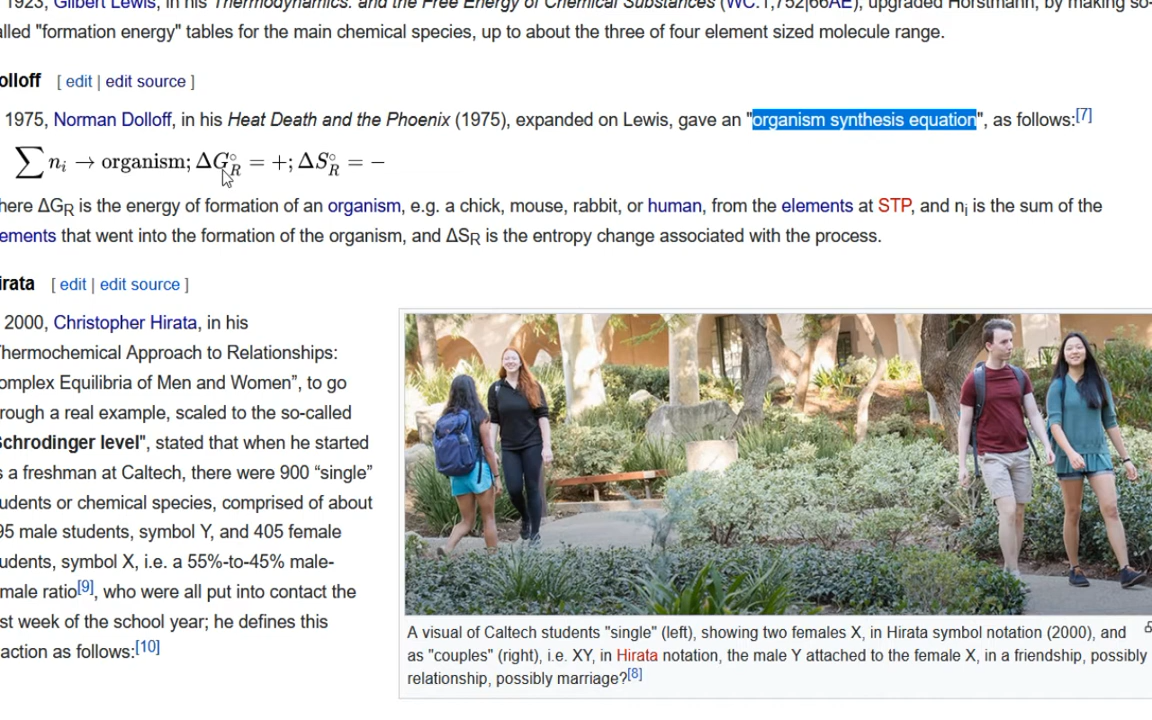 1923, Gilbert Lewis, in his Thermodynamics: and the Free Energy of Chemical Substances (WC:1,752|66AE), upgraded Horstmann, by making so-
alled "formation energy" tables for the main chemical species, up to about the three of four element sized molecule range.
olloff [ edit | edit source ]
1975, Norman Dolloff, in his Heat Death and the Phoenix (1975), expanded on Lewis, gave an "organism synthesis equation", as follows:[7]
∑ nᵢ → organism; ΔG°R = +; ΔS°R = −
here ΔGR is the energy of formation of an organism, e.g. a chick, mouse, rabbit, or human, from the elements at STP, and ni is the sum of the
ements that went into the formation of the organism, and ΔSR is the entropy change associated with the process.
irata [ edit | edit source ]
2000, Christopher Hirata, in his
Thermochemical Approach to Relationships:
omplex Equilibria of Men and Women”, to go
rough a real example, scaled to the so-called
Schrodinger level", stated that when he started
s a freshman at Caltech, there were 900 “single”
udents or chemical species, comprised of about
95 male students, symbol Y, and 405 female
udents, symbol X, i.e. a 55%-to-45% male-
male ratio[9], who were all put into contact the
st week of the school year; he defines this
action as follows:[10]
A visual of Caltech students "single" (left), showing two females X, in Hirata symbol notation (2000), and
as "couples" (right), i.e. XY, in Hirata notation, the male Y attached to the female X, in a friendship, possibly
relationship, possibly marriage?[8]